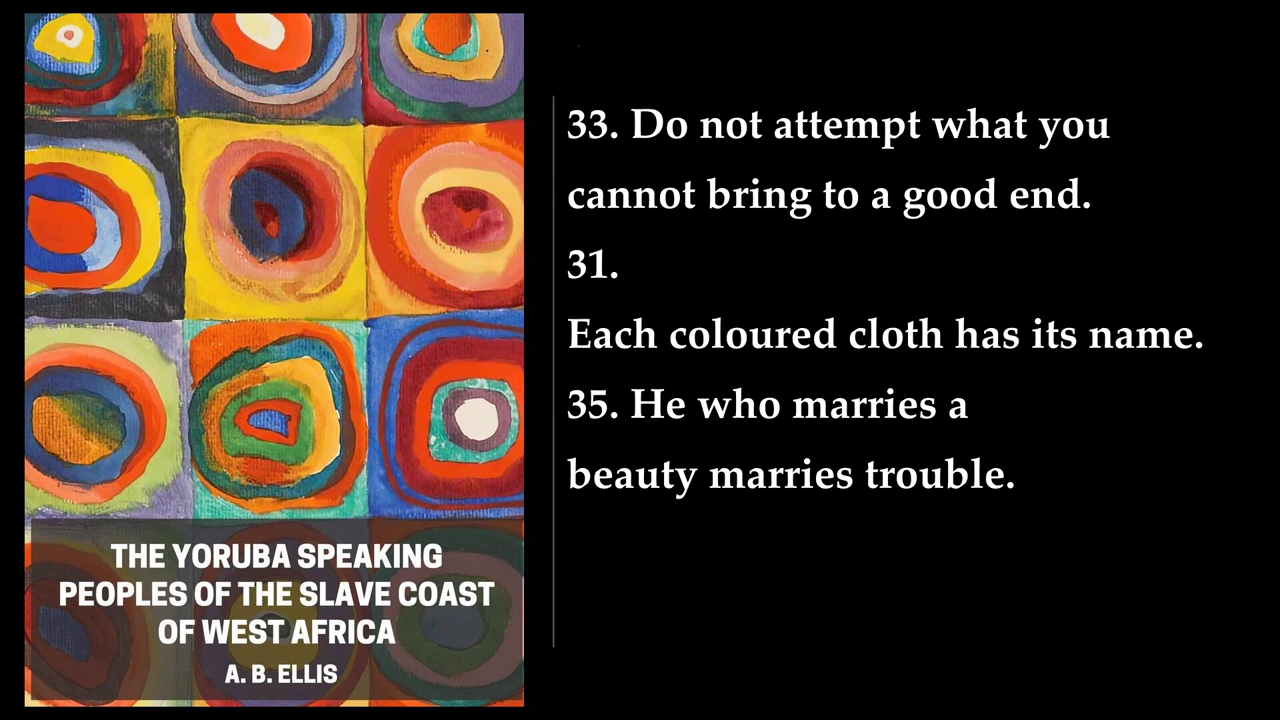 33. Do not attempt what you
cannot bring to a good end.
31.
Each coloured cloth has its name.
35. He who marries a
beauty marries trouble.
THE YORUBA SPEAKING
PEOPLES OF THE SLAVE COAST
OF WEST AFRICA
A. B. ELLIS